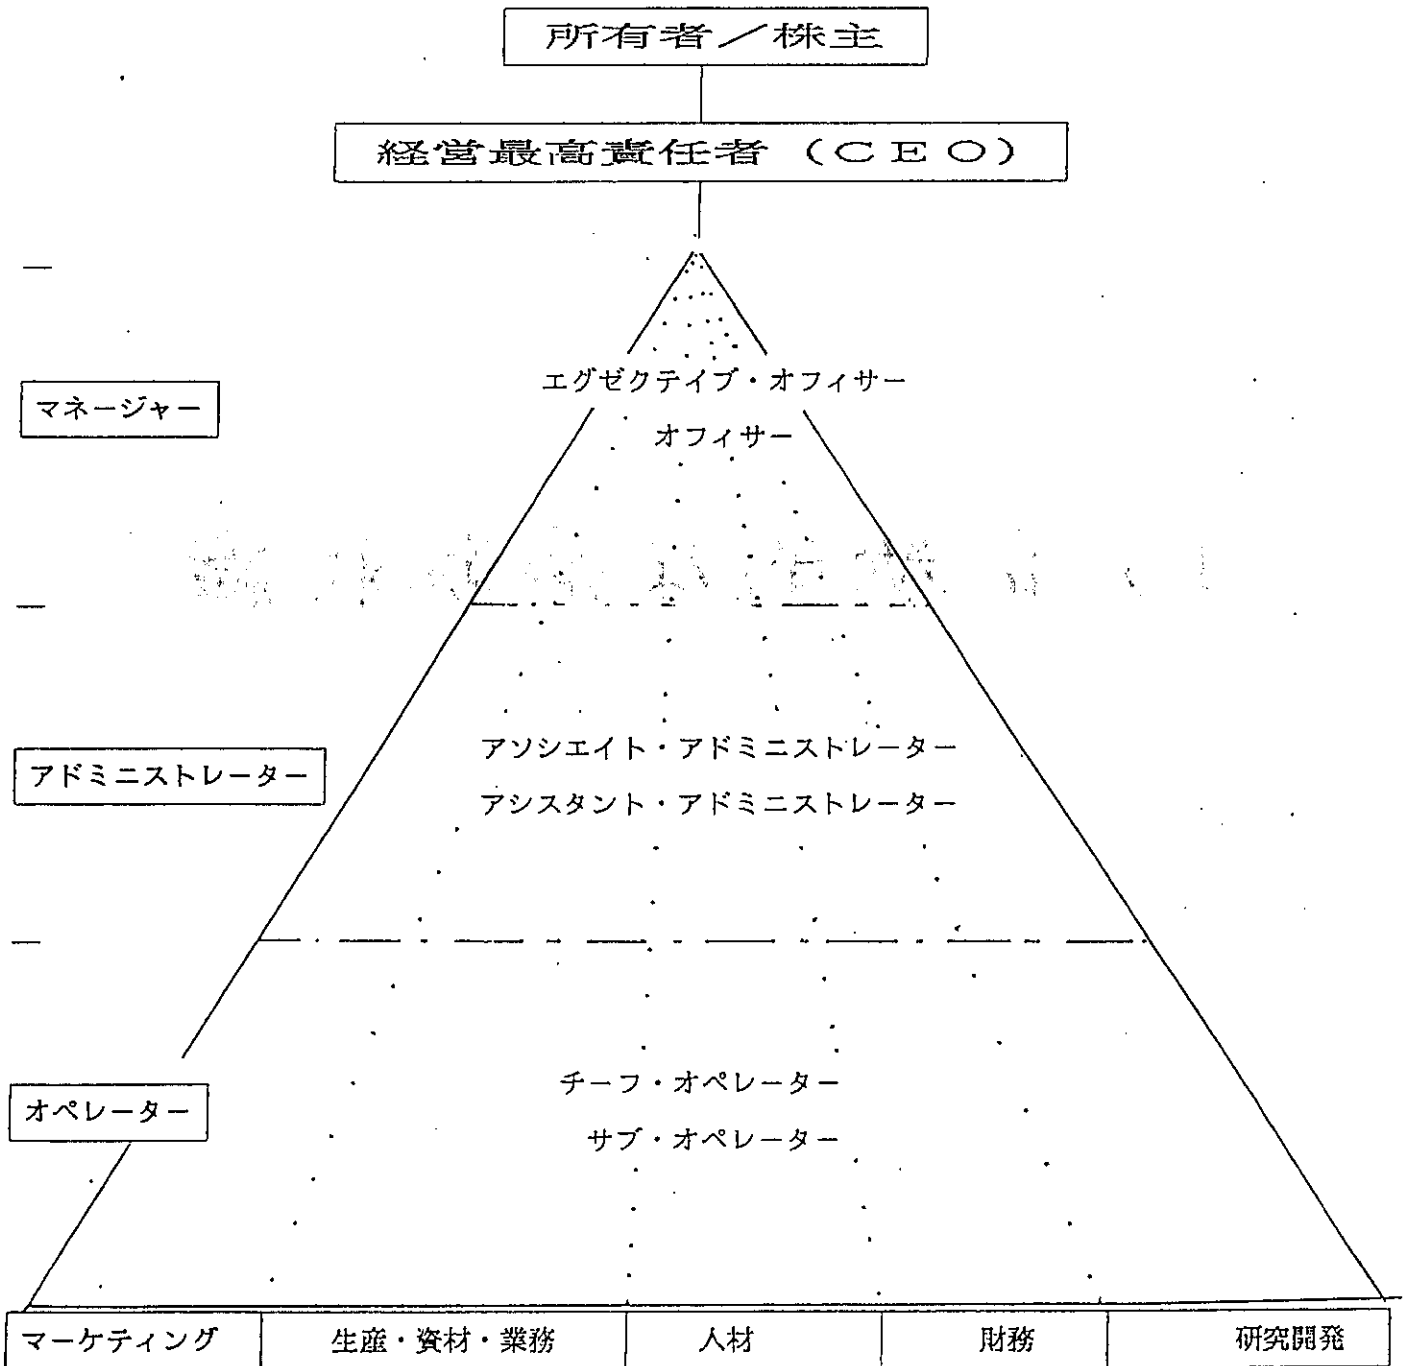 所有者／株主
経営最高責任者（ＣＥＯ）
エグゼクテイブ・オフィサー
マネージャー
オフィサー
アソシエイト・アドミニストレーター
アドミニストレーター
アシスタント・アドミニストレーター
チーフ・オペレーター
オペレーター
サブ・オペレーター
マーケティング 生産・資材・業務 人材 財務 研究開発